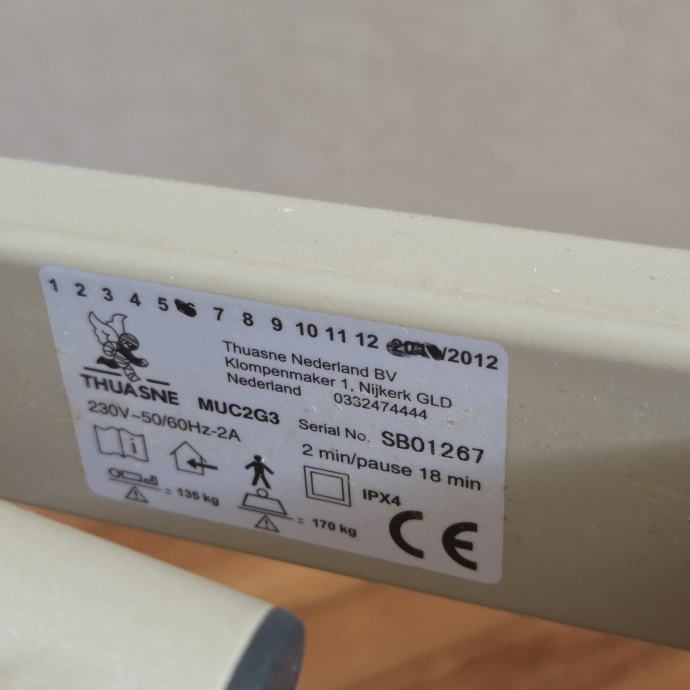 1 2 3 4 5 7 8 9 10 11 12 /2012
Thuasne Nederland BV
Klompenmaker 1, Nijkerk GLD
Nederland 0332474444
THUASNE
MUC2G3
230V~50/60Hz-2A
Serial No. SB01267
2 min/pause 18 min
= 135 kg
= 170 kg
IPX4
CE